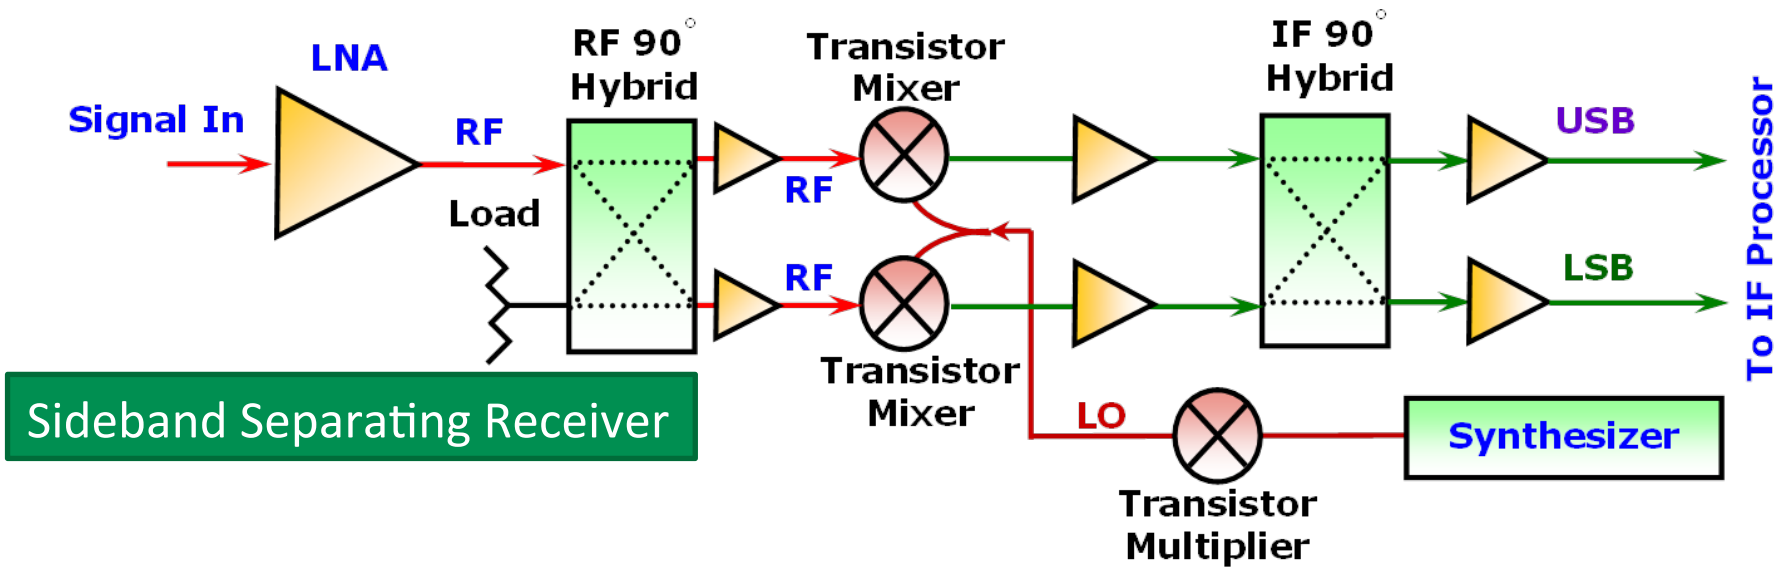 LNA
Signal In
RF
Load
RF 90°
Hybrid
RF
RF
Transistor
Mixer
Transistor
Mixer
IF 90°
Hybrid
USB
LSB
To IF Processor
LO
Transistor
Multiplier
Synthesizer
Sideband Separating Receiver